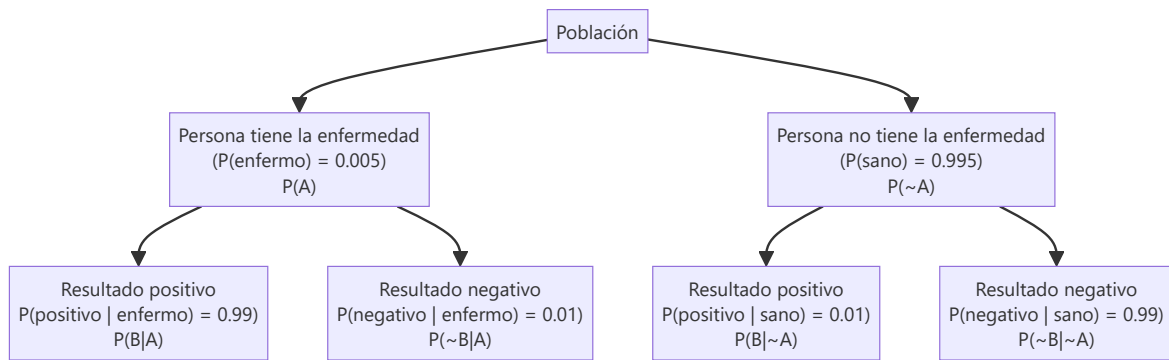 Población
Persona tiene la enfermedad
(P(enfermo) = 0.005)
P(A)
Persona no tiene la enfermedad
(P(sano) = 0.995)
P(~A)
Resultado positivo
P(positivo | enfermo) = 0.99)
P(B|A)
Resultado negativo
P(negativo | enfermo) = 0.01)
P(~B|A)
Resultado positivo
P(positivo | sano) = 0.01)
P(B|~A)
Resultado negativo
P(negativo | sano) = 0.99)
P(~B|~A)